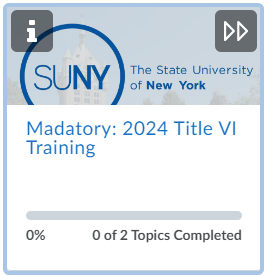 SUNY
The State University
of New York
Madatory: 2024 Title VI
Training
0%
0 of 2 Topics Completed